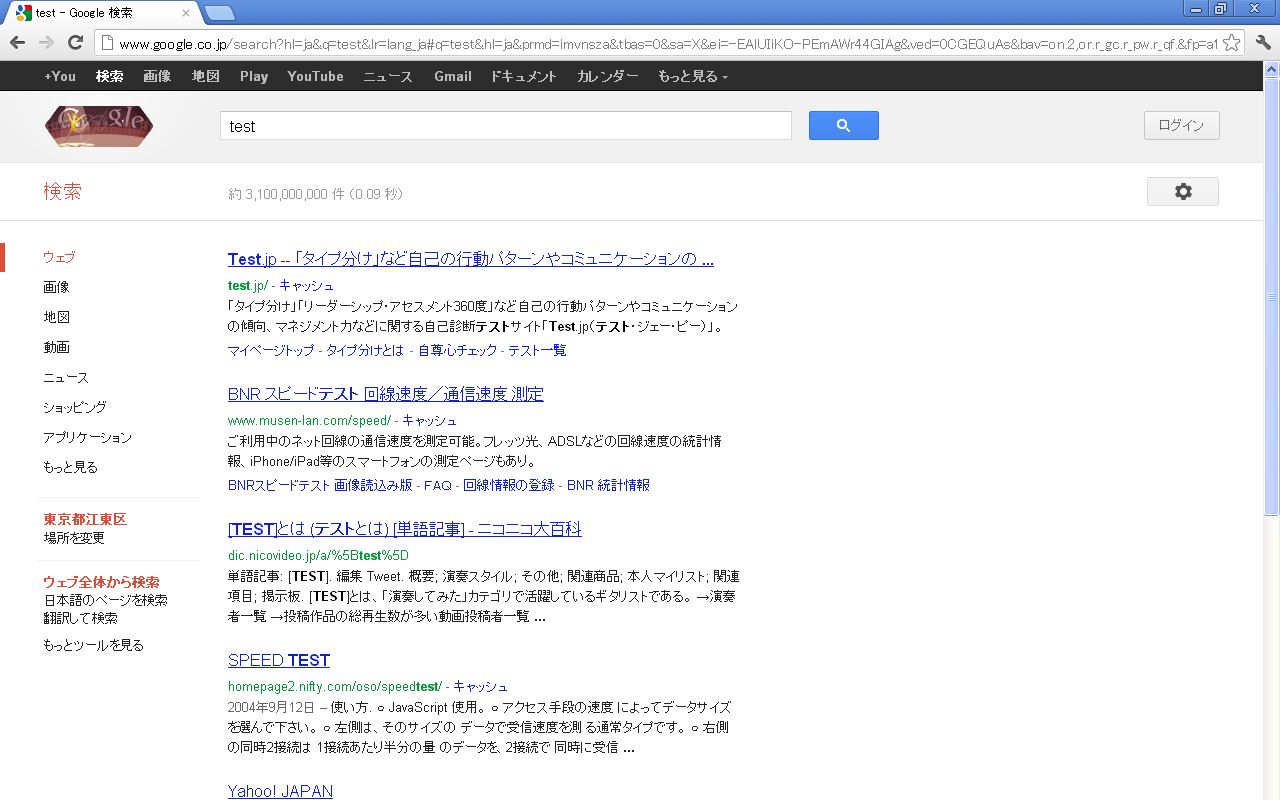 test - Google 検索
www.google.co.jp/search?hl=ja&q=test&lr=lang_ja#q=test&hl=ja&prmd=imvnsza&tbas=0&sa=X&ei=-EAlUIiKO-PEmAWr44GIAg&ved=0CGEQuAs&bav=on.2,or.r_gc.r_pw.r_qf.&fp=a1
+You 検索 画像 地図 Play YouTube ニュース Gmail ドキュメント カレンダー もっと見る
Google
test
ログイン
検索
約 3,100,000,000 件 (0.09 秒)
ウェブ
画像
地図
動画
ニュース
ショッピング
アプリケーション
もっと見る
東京都江東区
場所を変更
ウェブ全体から検索
日本語のページを検索
翻訳して検索
もっとツールを見る
Test.jp -- 「タイプ分け」など自己の行動パターンやコミュニケーションの ...
test.jp/ - キャッシュ
「タイプ分け」「リーダーシップ・アセスメント360度」など自己の行動パターンやコミュニケーション
の傾向、マネジメント力などに関する自己診断テストサイト「Test.jp(テスト・ジェー・ピー)」。
マイページトップ - タイプ分けとは - 自尊心チェック - テスト一覧
BNR スピードテスト 回線速度／通信速度 測定
www.musen-lan.com/speed/ - キャッシュ
ご利用中のネット回線の通信速度を測定可能。フレッツ光、ADSLなどの回線速度の統計情
報、iPhone/iPad等のスマートフォンの測定ページもあり。
BNRスピードテスト 画像読込み版 - FAQ - 回線情報の登録 - BNR 統計情報
[TEST]とは (テストとは) [単語記事] - ニコニコ大百科
dic.nicovideo.jp/a/%5Btest%5D
単語記事: [TEST]. 編集 Tweet. 概要; 演奏スタイル; その他; 関連商品; 本人マイリスト; 関連
項目; 掲示板. [TEST]とは、「演奏してみた」カテゴリで活躍しているギタリストである。 →演奏
者一覧 →投稿作品の総再生数が多い動画投稿者一覧 ...
SPEED TEST
homepage2.nifty.com/oso/speedtest/ - キャッシュ
2004年9月12日 – 使い方. ○ JavaScript 使用。 ○ アクセス手段の速度 によってデータサイズ
を選んで下さい。 ○ 左側は、そのサイズの データで受信速度を測 る通常タイプです。 ○ 右側
の同時2接続は 1接続あたり半分の量 のデータを、2接続で 同時に受信 ...
Yahoo! JAPAN